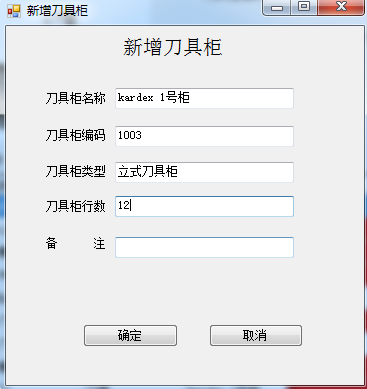 新增刀具柜
新增刀具柜
刀具柜名称 kardex 1号柜
刀具柜编码 1003
刀具柜类型 立式刀具柜
刀具柜行数 12
备 注
确定 取消